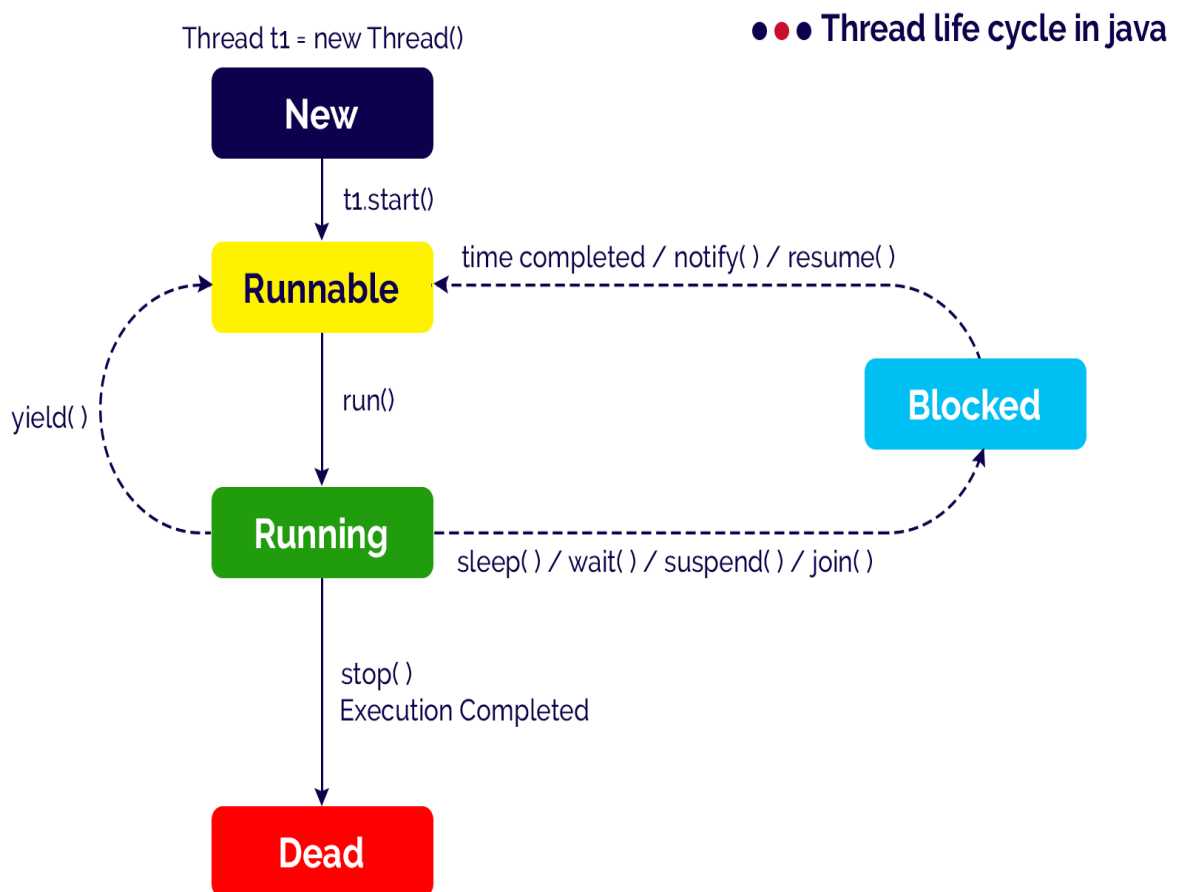 Thread life cycle in java
Thread t1 = new Thread()
New
t1.start()
time completed / notify( ) / resume( )
Runnable
run()
Blocked
yield( )
Running
sleep( ) / wait( ) / suspend( ) / join( )
stop( )
Execution Completed
Dead